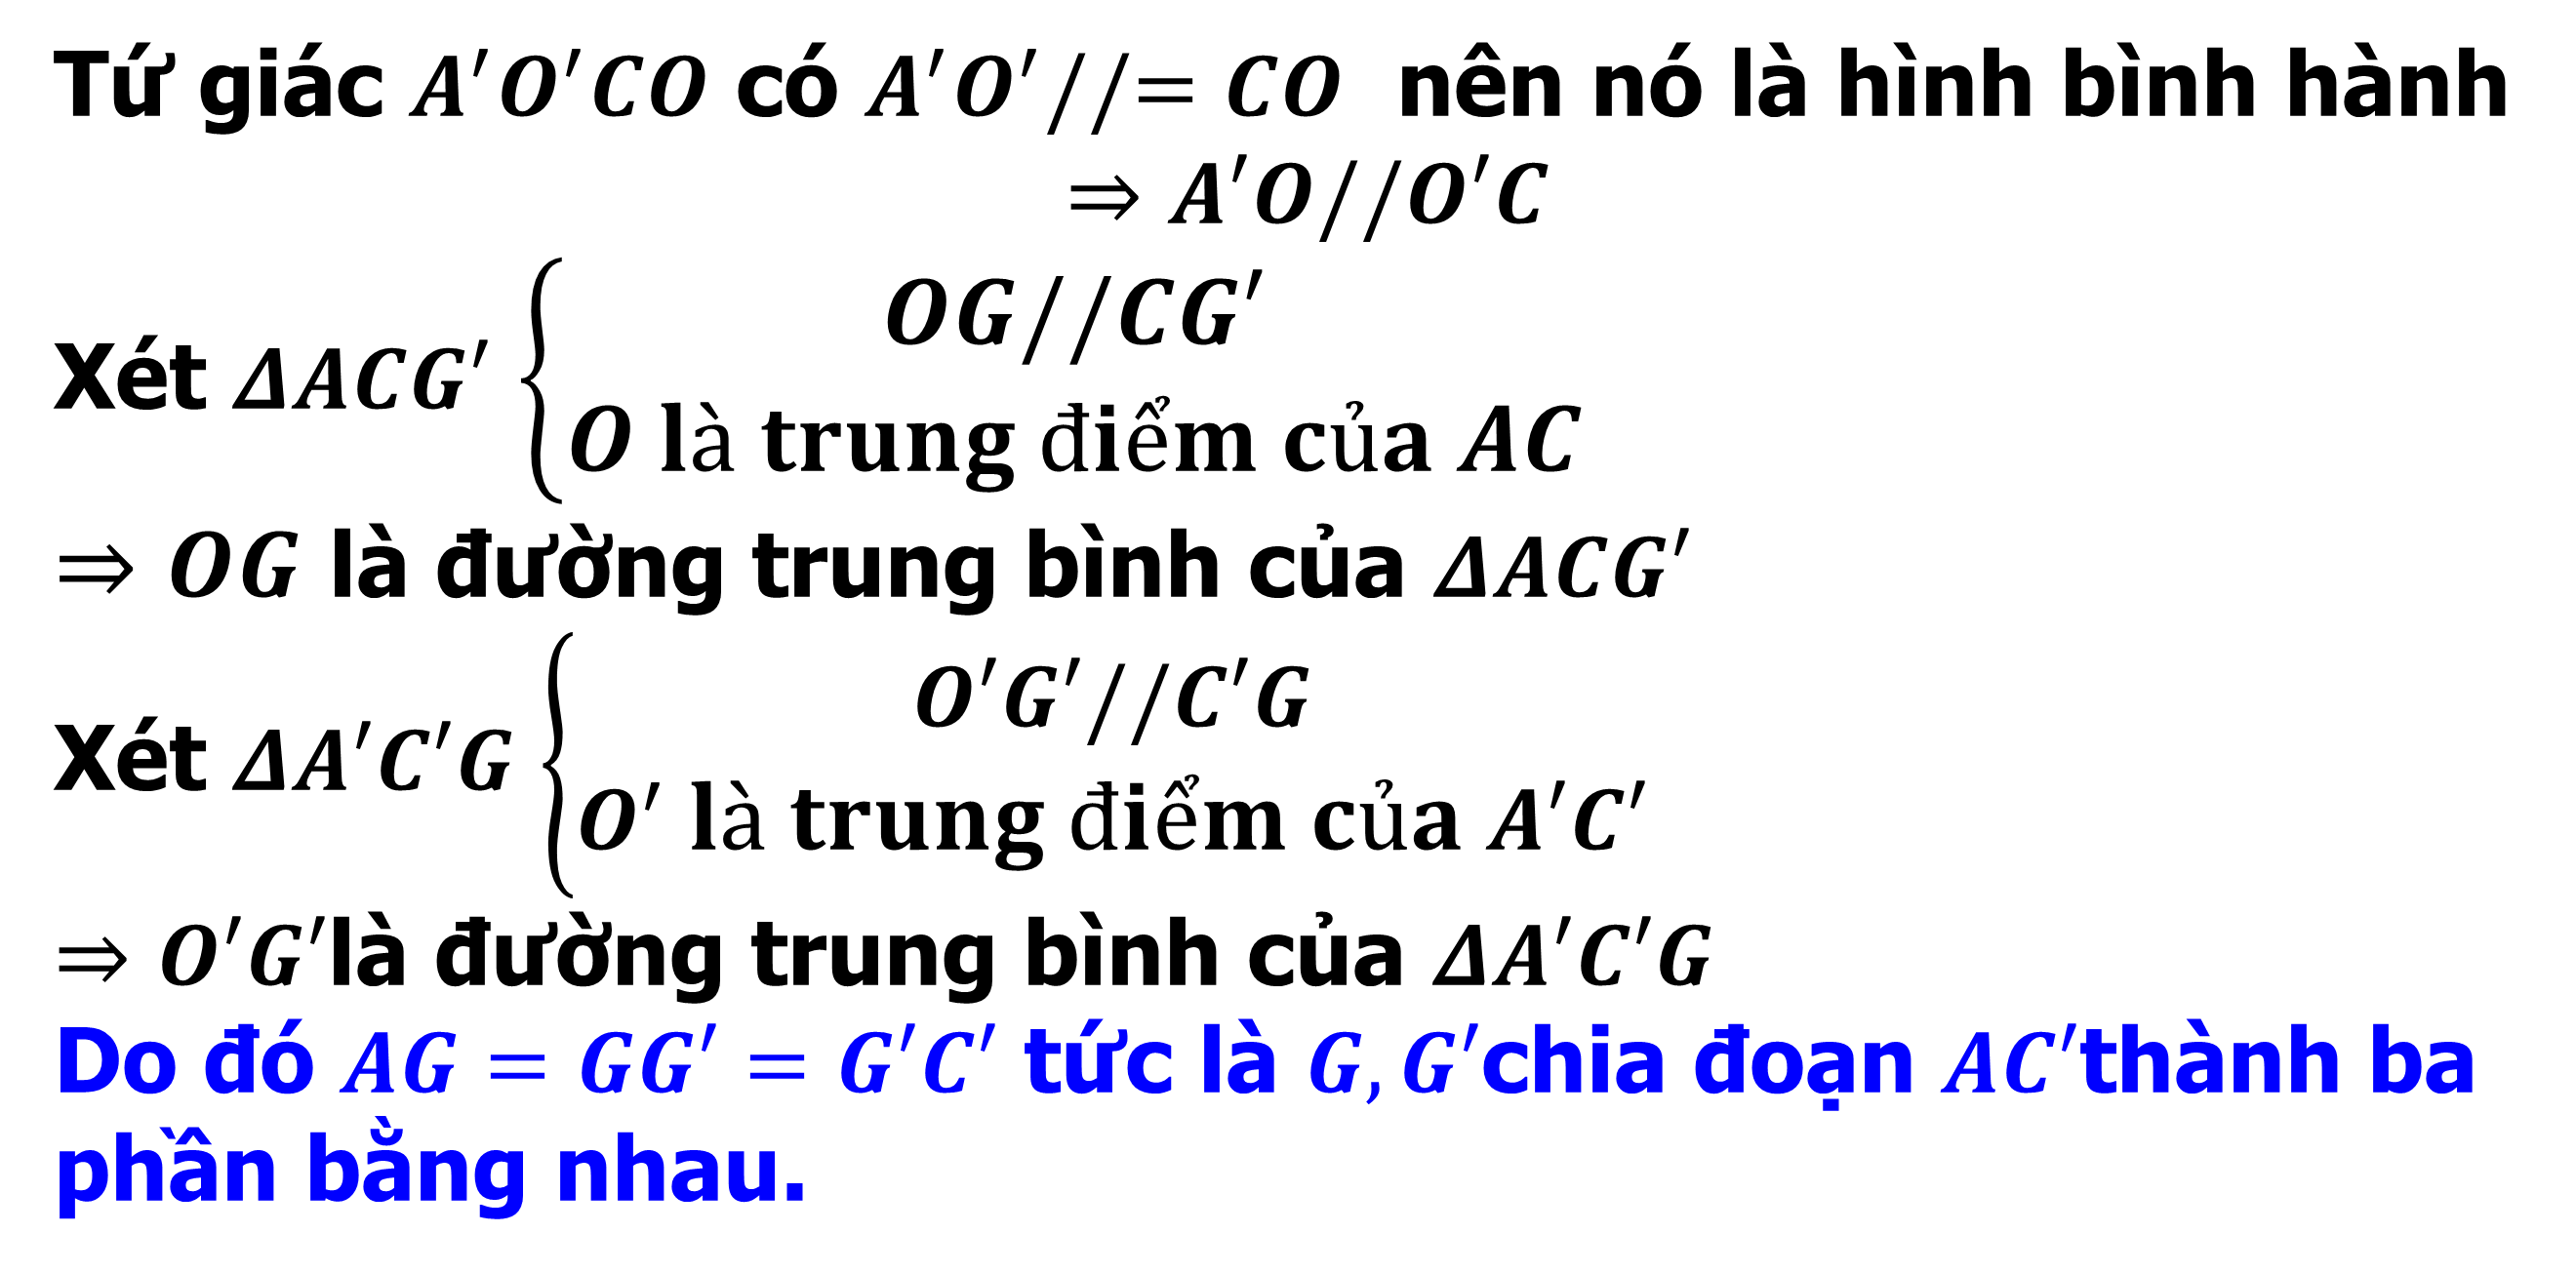 Tứ giác A'O'CO có A'O'//= CO nên nó là hình bình hành
⇒ A'O//O'C
OG//CG'
Xét ΔACG' {
O là trung điểm của AC
⇒ OG là đường trung bình của ΔACG'
O'G'//C'G
Xét ΔA'C'G {
O' là trung điểm của A'C'
⇒ O'G'là đường trung bình của ΔA'C'G
Do đó AG = GG' = G'C' tức là G, G'chia đoạn AC'thành ba
phần bằng nhau.